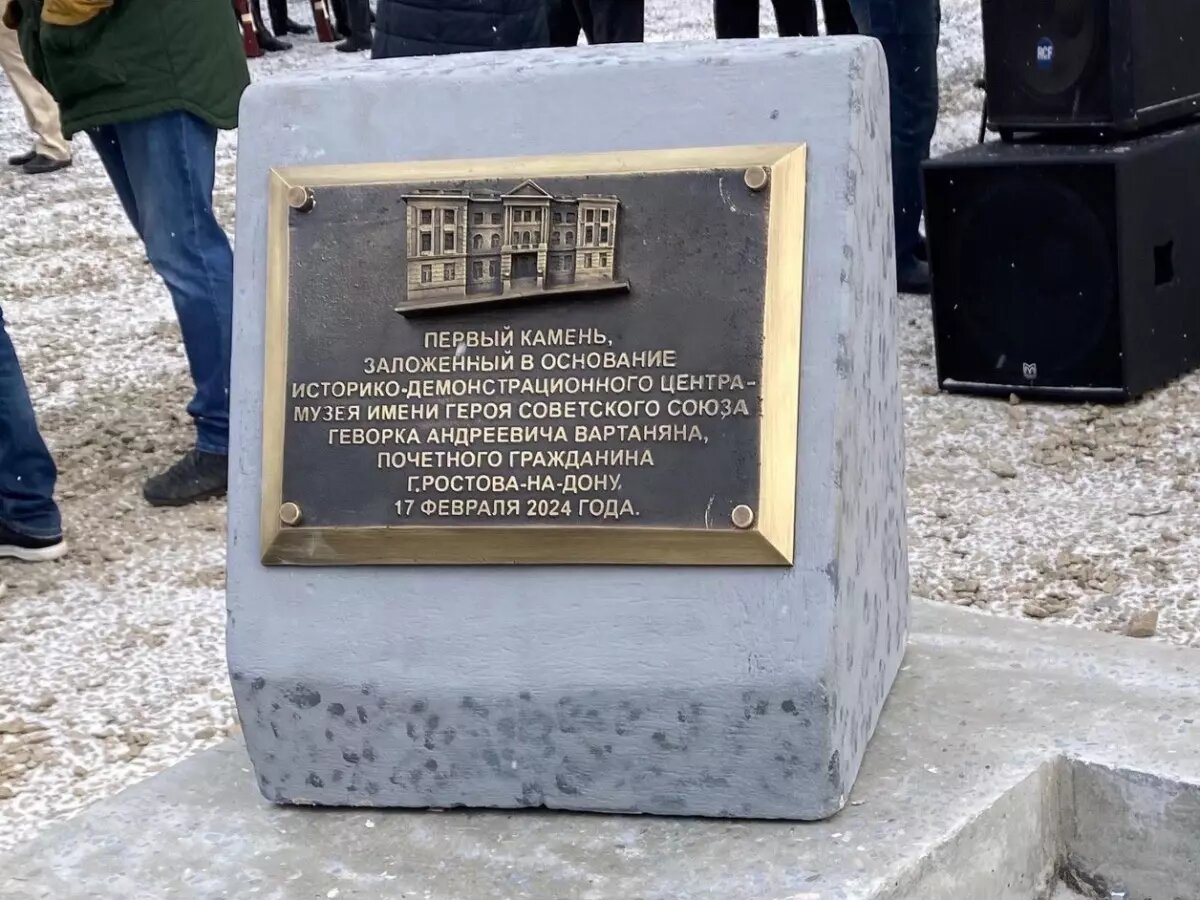 ПЕРВЫЙ КАМЕНЬ,
ЗАЛОЖЕННЫЙ В ОСНОВАНИЕ
ИСТОРИКО-ДЕМОНСТРАЦИОННОГО ЦЕНТРА-
МУЗЕЯ ИМЕНИ ГЕРОЯ СОВЕТСКОГО СОЮЗА
ГЕВОРКА АНДРЕЕВИЧА ВАРТАНЯНА,
ПОЧЕТНОГО ГРАЖДАНИНА
Г.РОСТОВА-НА-ДОНУ.
17 ФЕВРАЛЯ 2024 ГОДА.
RCF